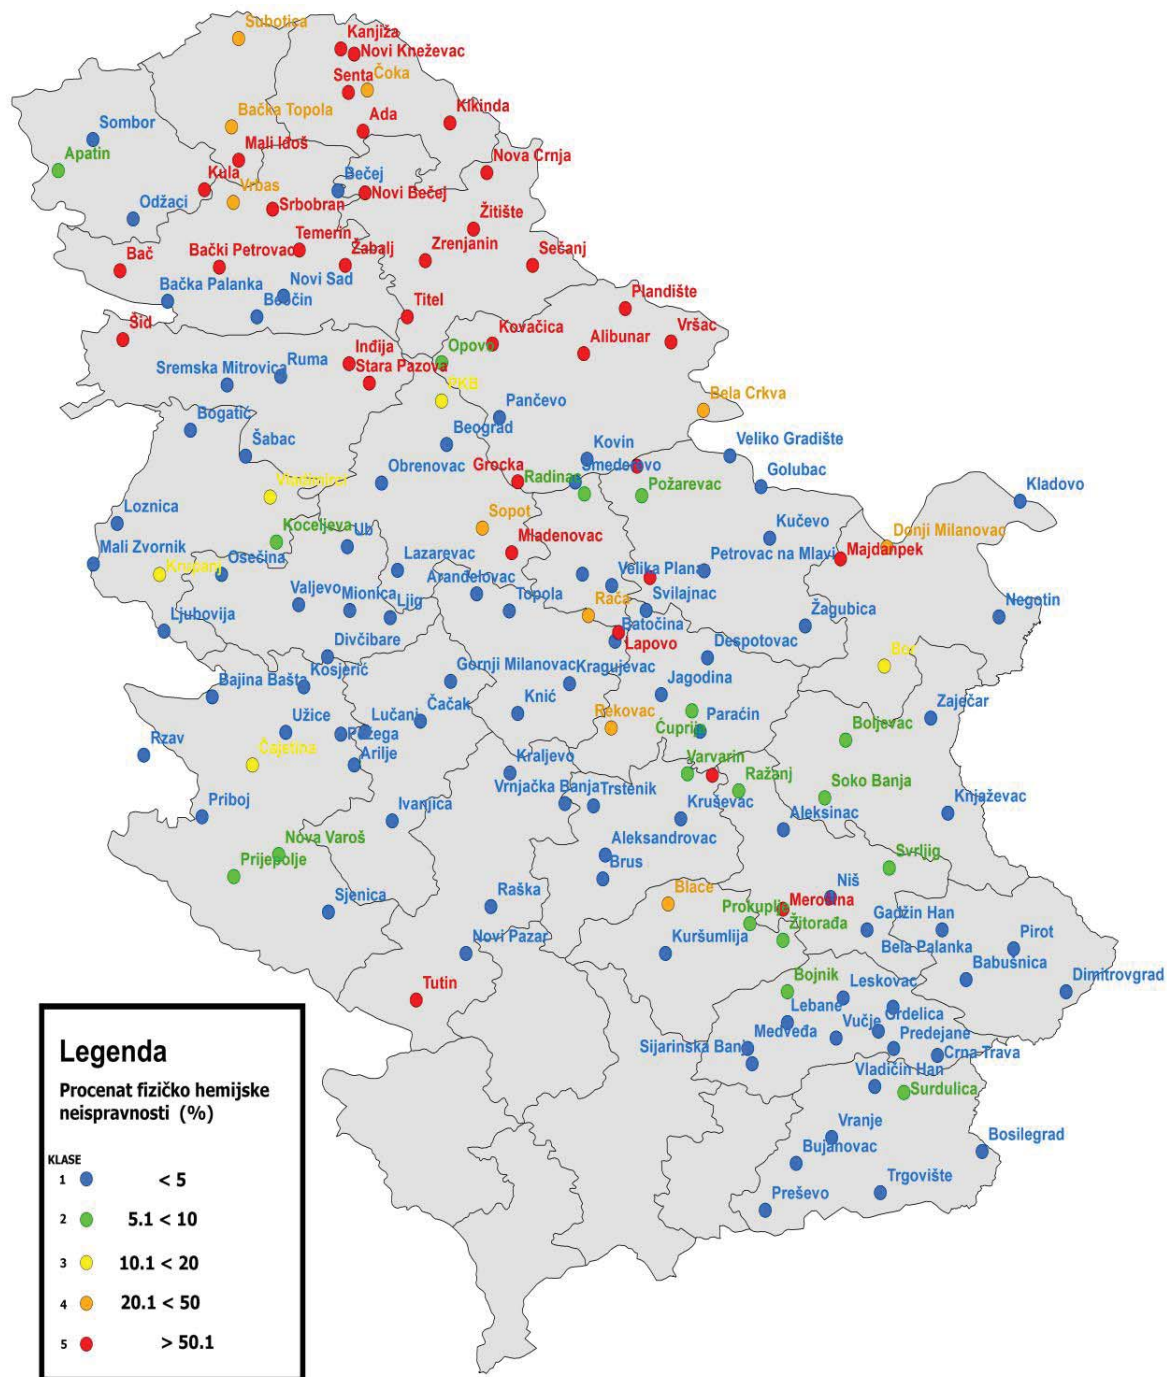 Subotica
Kanjiža
Novi Kneževac
Čoka
Senta
Bačka Topola
Ada
Kikinda
Sombor
Mali Iđoš
Apatin
Nova Crnja
Kula
Bečej
Vrbas
Novi Bečej
Srbobran
Odžaci
Žitište
Temerin
Bač
Bački Petrovac
Žabalj
Zrenjanin
Sečanj
Bačka Palanka
Novi Sad
Beočin
Titel
Plandište
Šid
Kovačica
Alibunar
Vršac
Inđija
Opovo
Sremska Mitrovica
Ruma
Stara Pazova
PKB
Bela Crkva
Bogatić
Pančevo
Beograd
Šabac
Kovin
Veliko Gradište
Obrenovac
Grocka
Radinac
Smederevo
Golubac
Vladimirci
Požarevac
Kladovo
Loznica
Koceljeva
Sopot
Kučevo
Donji Milanovac
Ub
Mladenovac
Mali Zvornik
Osečina
Lazarevac
Petrovac na Mlavi
Majdanpek
Krupanj
Aranđelovac
Velika Plana
Valjevo
Mionica
Ljig
Topola
Rača
Svilajnac
Žagubica
Negotin
Ljubovija
Batočina
Divčibare
Lapovo
Despotovac
Bor
Kosjerić
Gornji Milanovac
Kragujevac
Bajina Bašta
Jagodina
Knić
Zaječar
Užice
Lučani
Čačak
Rekovac
Ćuprija
Paraćin
Boljevac
Rzav
Čajetina
Požega
Arilje
Kraljevo
Varvarin
Ražanj
Soko Banja
Priboj
Vrnjačka Banja
Trstenik
Ivanjica
Kruševac
Aleksinac
Knjaževac
Nova Varoš
Aleksandrovac
Prijepolje
Brus
Svrljig
Raška
Niš
Sjenica
Blace
Merošina
Prokuplje
Žitorađa
Gadžin Han
Novi Pazar
Kuršumlija
Bela Palanka
Pirot
Babušnica
Tutin
Bojnik
Leskovac
Dimitrovgrad
Lebane
Grdelica
Medveđa
Vučje
Predejane
Sijarinska Banja
Crna Trava
Vladičin Han
Surdulica
Vranje
Bosilegrad
Bujanovac
Trgovište
Preševo
Legenda
Procenat fizičko hemijske
neispravnosti (%)
KLASE
1 < 5
2 5.1 < 10
3 10.1 < 20
4 20.1 < 50
5 > 50.1